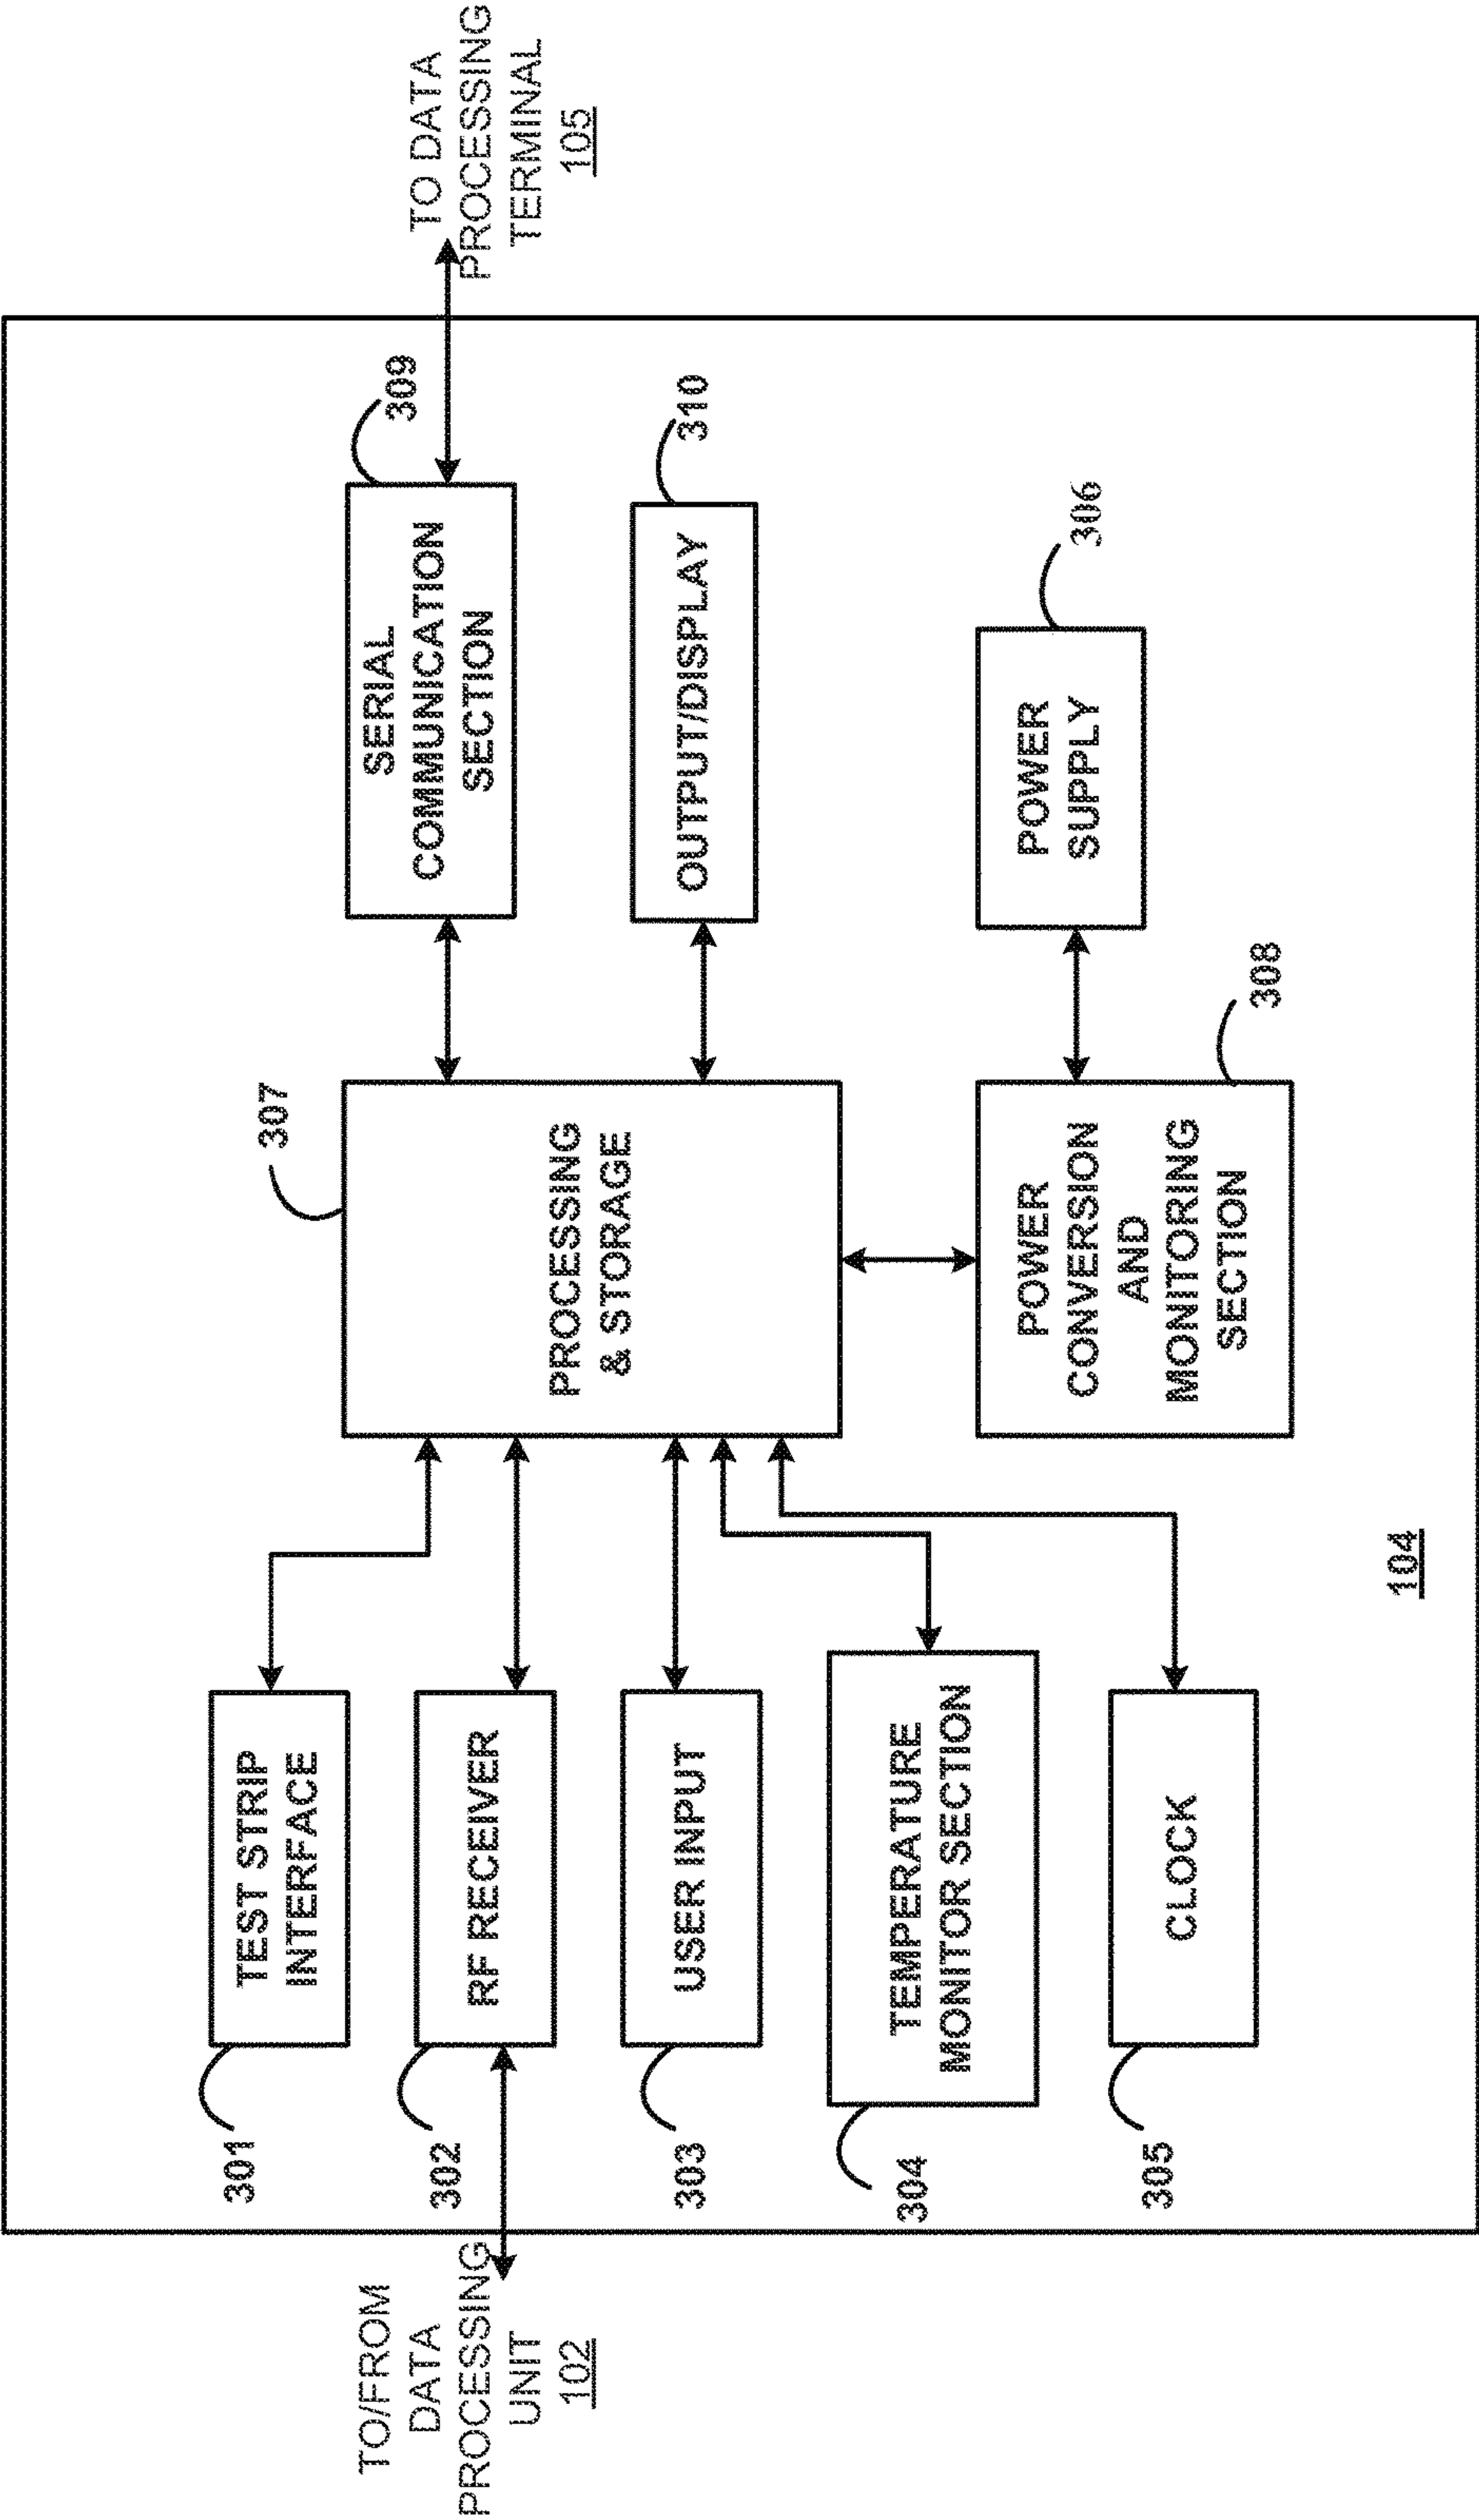 TO/FROM
DATA
PROCESSING
UNIT
102
301
TEST STRIP
INTERFACE
302
RF RECEIVER
303
USER INPUT
304
TEMPERATURE
MONITOR SECTION
305
CLOCK
307
PROCESSING
& STORAGE
POWER
CONVERSION
AND
MONITORING
SECTION
308
309
SERIAL
COMMUNICATION
SECTION
310
OUTPUT/DISPLAY
306
POWER
SUPPLY
104
TO DATA
PROCESSING
TERMINAL
105